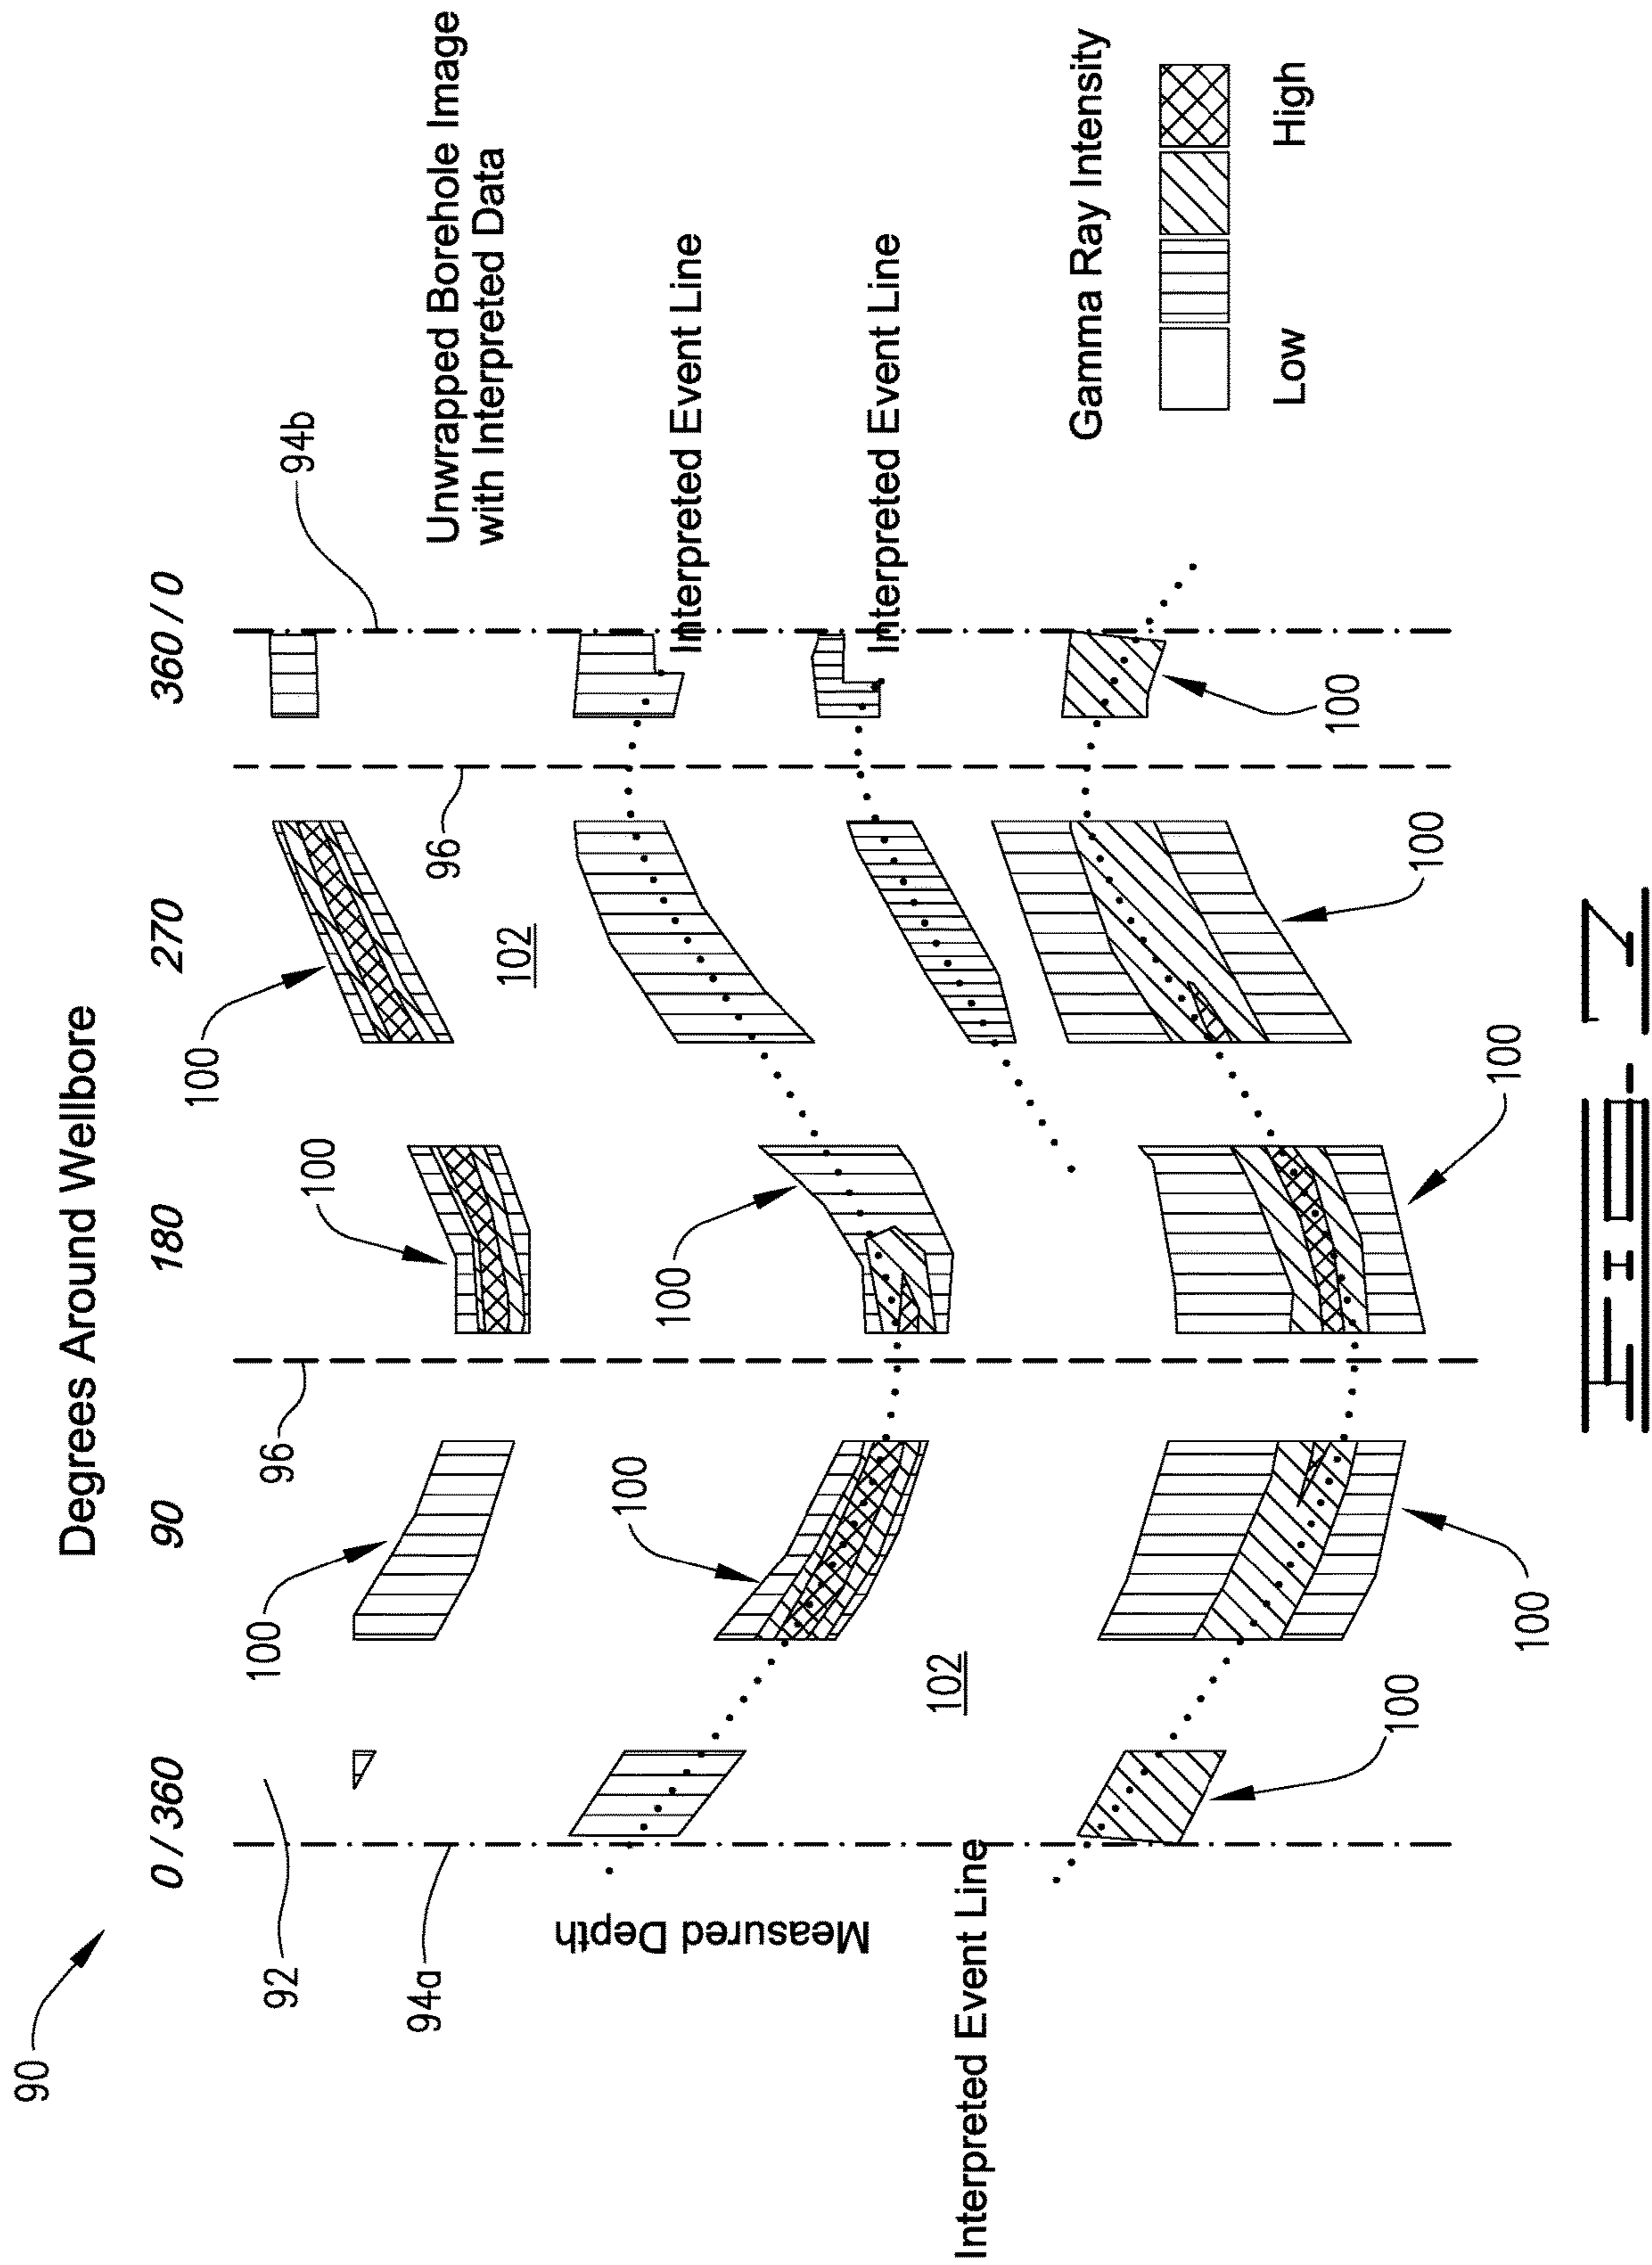 90
Degrees Around Wellbore
0 / 360 90 180 270 360 / 0
100
100
92
96
94b
100
94a
96
Unwrapped Borehole Image
with Interpreted Data
102
100
100
Interpreted Event Line
Measured Depth
Interpreted Event Line
102
Interpreted Event Line
Gamma Ray Intensity
Low High
100
100
100
100
100
FIG. 7